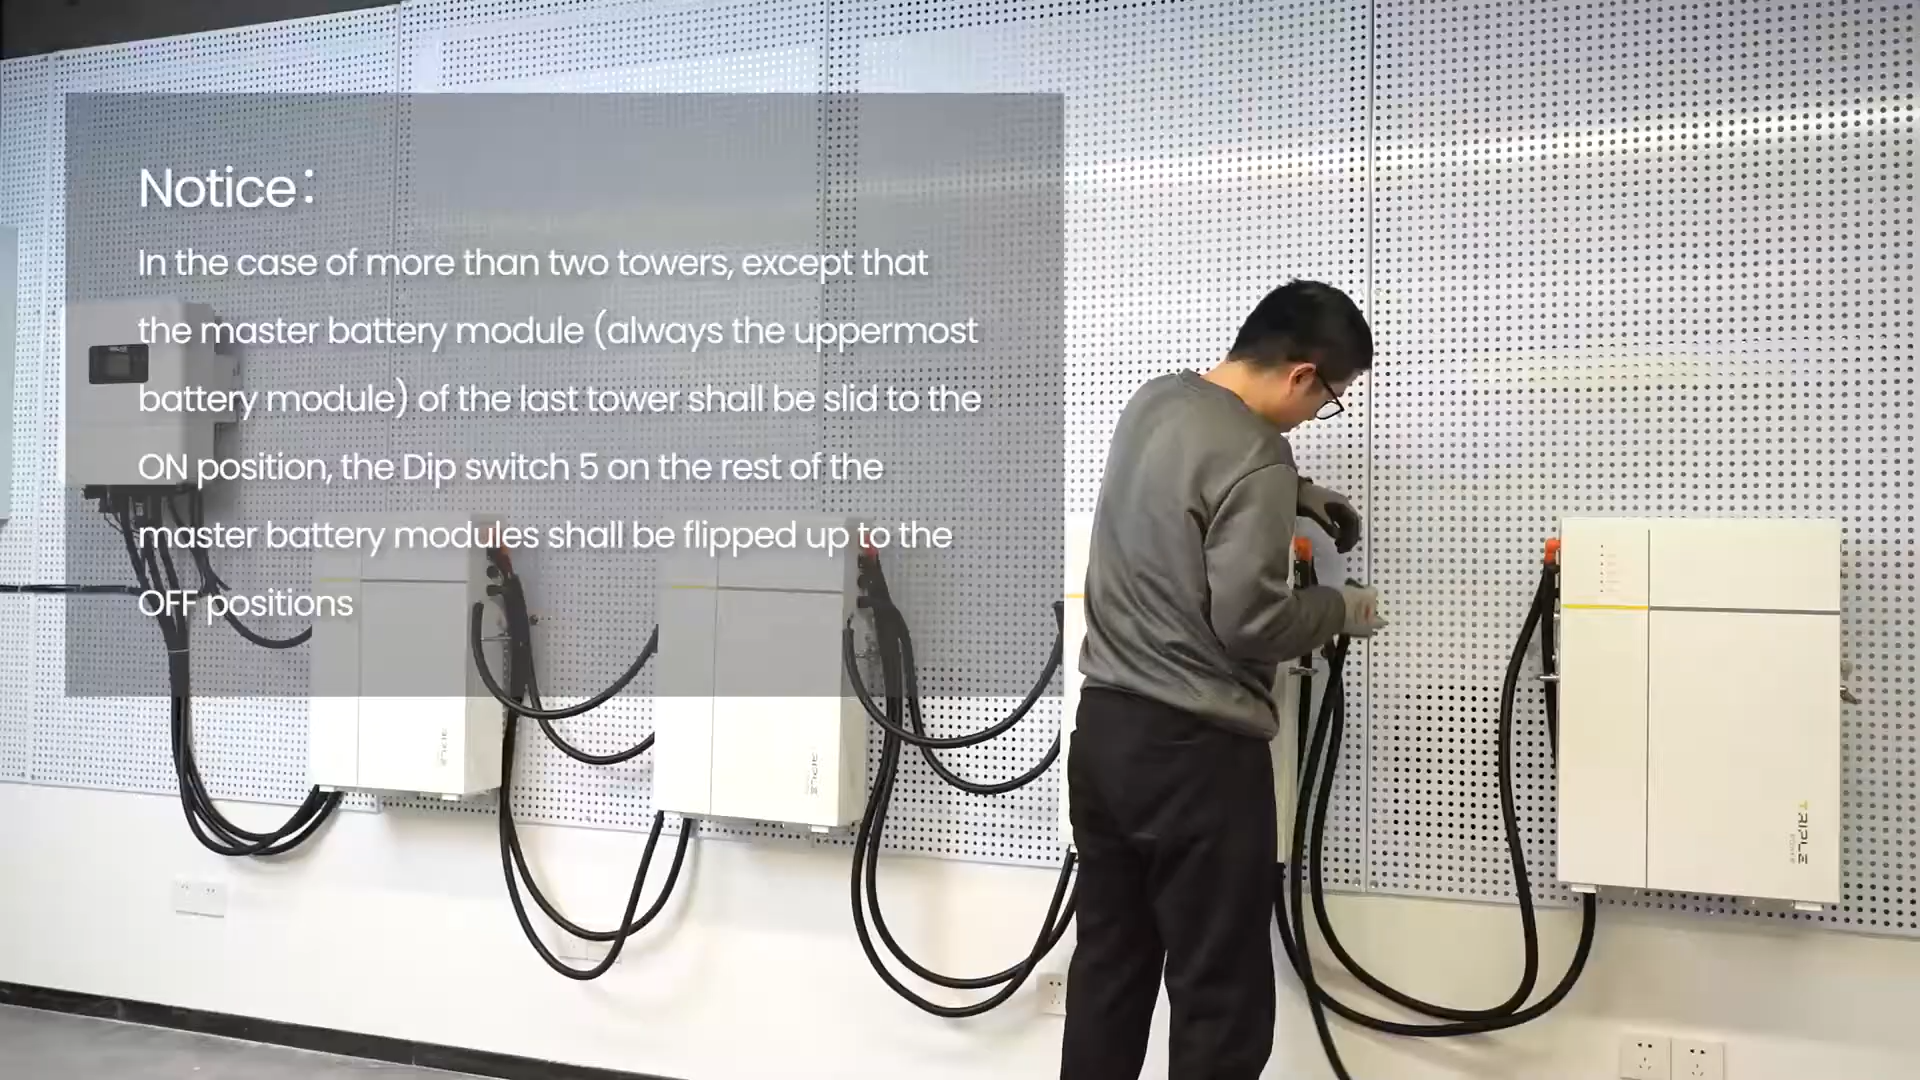 Notice：
In the case of more than two towers, except that
the master battery module (always the uppermost
battery module) of the last tower shall be slid to the
ON position, the Dip switch 5 on the rest of the
master battery modules shall be flipped up to the
OFF positions
TRIPLE